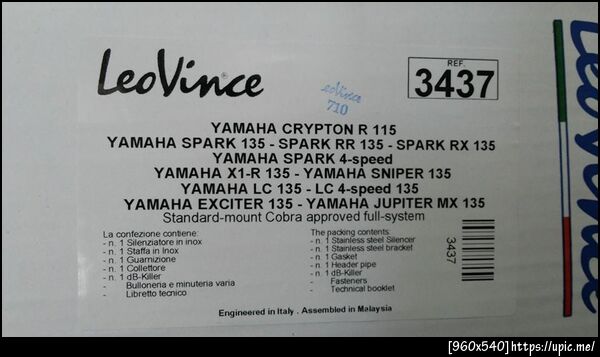 LeoVince
REF.
3437
LeoVince
710
YAMAHA CRYPTON R 115
YAMAHA SPARK 135 - SPARK RR 135 - SPARK RX 135
YAMAHA SPARK 4-speed
YAMAHA X1-R 135 - YAMAHA SNIPER 135
YAMAHA LC 135 - LC 4-speed 135
YAMAHA EXCITER 135 - YAMAHA JUPITER MX 135
Standard-mount Cobra approved full-system
La confezione contiene:
- n. 1 Silenziatore in inox
- n. 1 Staffa in Inox
- n. 1 Guarnizione
- n. 1 Collettore
- n. 1 dB-Killer
- Bulloneria e minuteria varia
- Libretto tecnico
The packing contents:
- n. 1 Stainless steel Silencer
- n. 1 Stainless steel bracket
- n. 1 Gasket
- n. 1 Header pipe
- n. 1 dB-Killer
- Fasteners
- Technical booklet
3437
Engineered in Italy . Assembled in Malaysia
LeoVince
[960x540]https://upic.me/